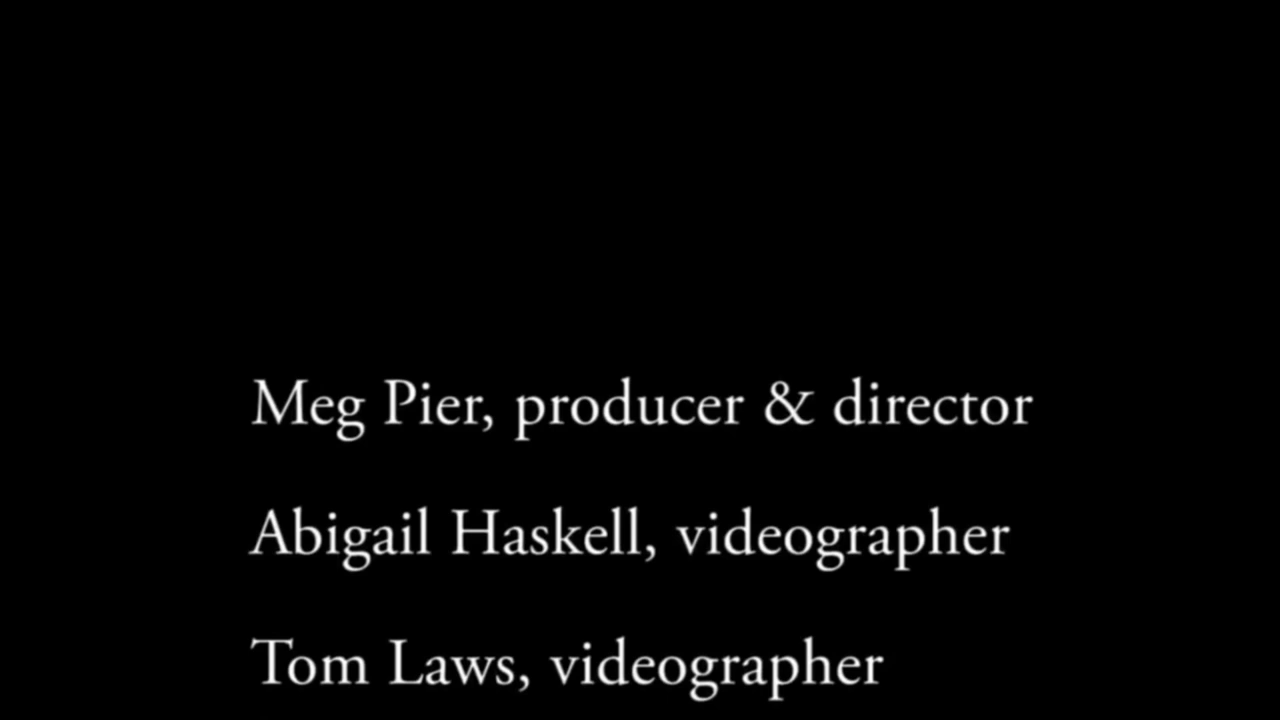 Meg Pier, producer & director
Abigail Haskell, videographer
Tom Laws, videographer